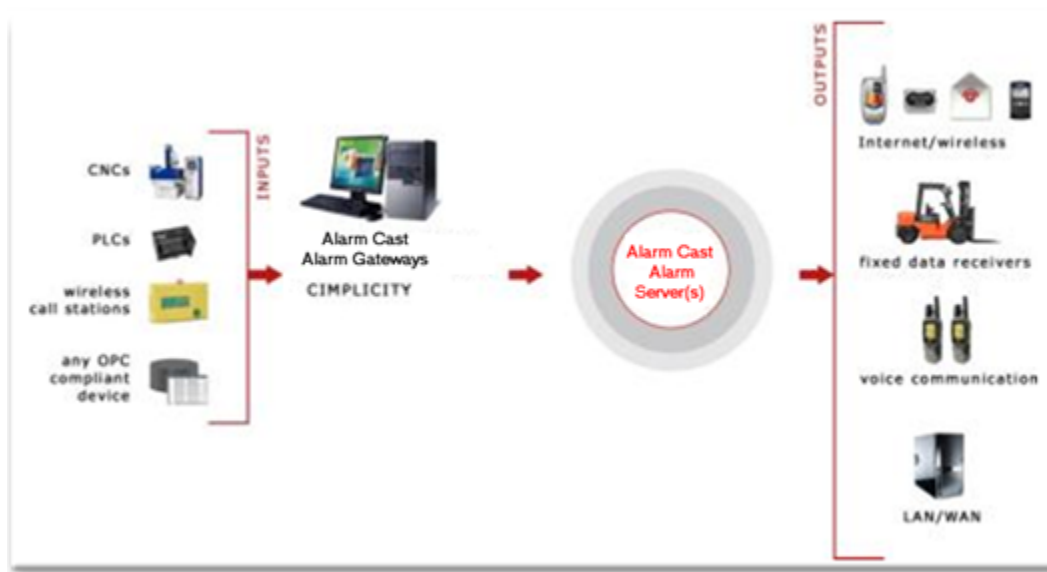 CNCs
PLCs
wireless
call stations
any OPC
compliant
device
INPUTS
Alarm Cast
Alarm Gateways
CIMPLICITY
Alarm Cast
Alarm
Server(s)
OUTPUTS
Internet/wireless
fixed data receivers
voice communication
LAN/WAN